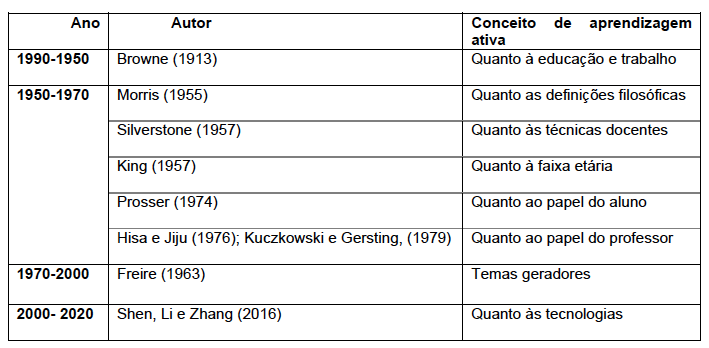 Ano Autor Conceito de aprendizagem
ativa
1990-1950 Browne (1913) Quanto à educação e trabalho
1950-1970 Morris (1955) Quanto as definições filosóficas
Silverstone (1957) Quanto às técnicas docentes
King (1957) Quanto à faixa etária
Prosser (1974) Quanto ao papel do aluno
Hisa e Jiju (1976); Kuczkowski e Gersting, (1979) Quanto ao papel do professor
1970-2000 Freire (1963) Temas geradores
2000- 2020 Shen, Li e Zhang (2016) Quanto às tecnologias